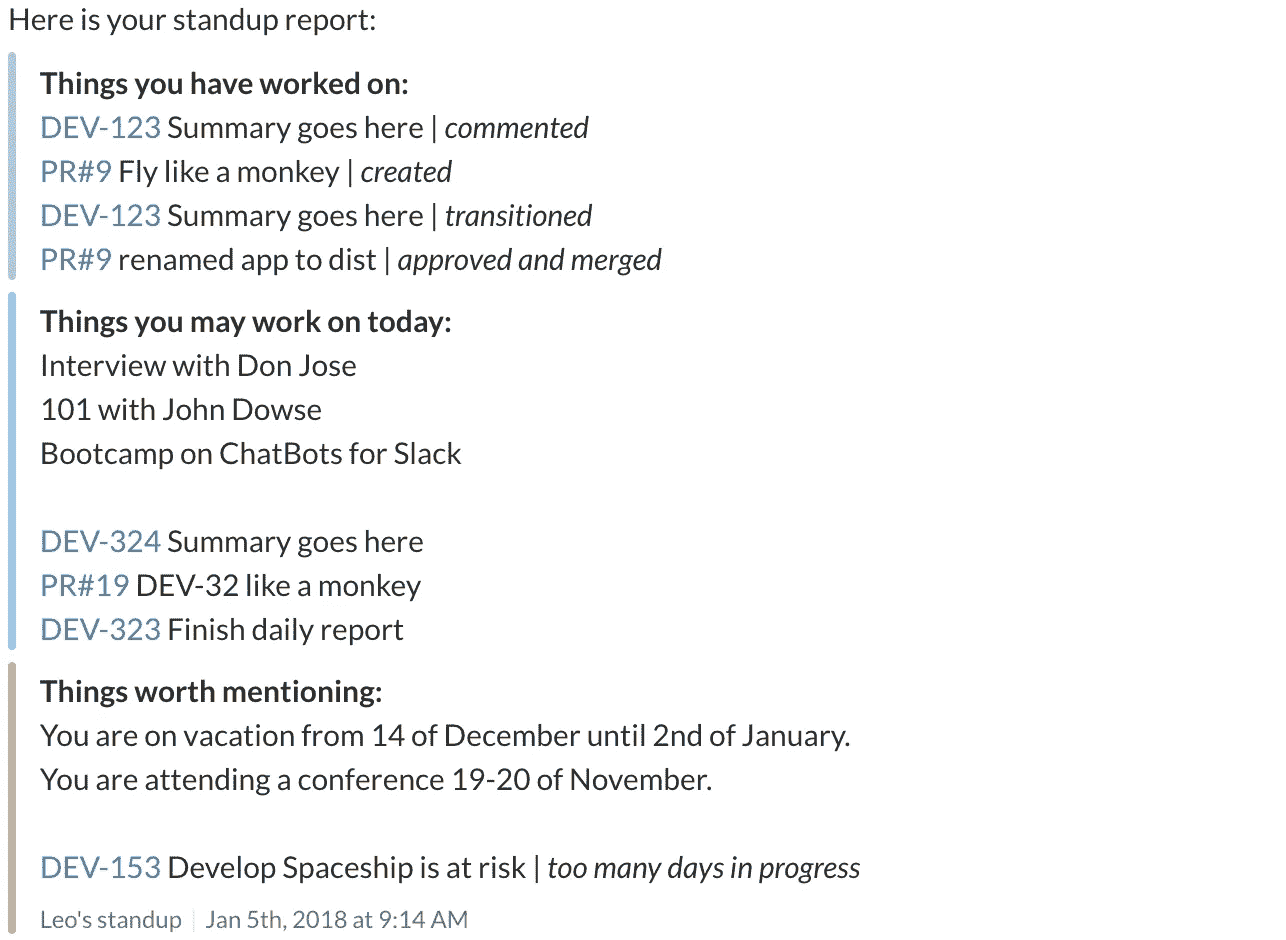 Here is your standup report:
Things you have worked on:
DEV-123 Summary goes here | commented
PR#9 Fly like a monkey | created
DEV-123 Summary goes here | transitioned
PR#9 renamed app to dist | approved and merged
Things you may work on today:
Interview with Don Jose
101 with John Dowse
Bootcamp on ChatBots for Slack
DEV-324 Summary goes here
PR#19 DEV-32 like a monkey
DEV-323 Finish daily report
Things worth mentioning:
You are on vacation from 14 of December until 2nd of January.
You are attending a conference 19-20 of November.
DEV-153 Develop Spaceship is at risk | too many days in progress
Leo's standup | Jan 5th, 2018 at 9:14 AM